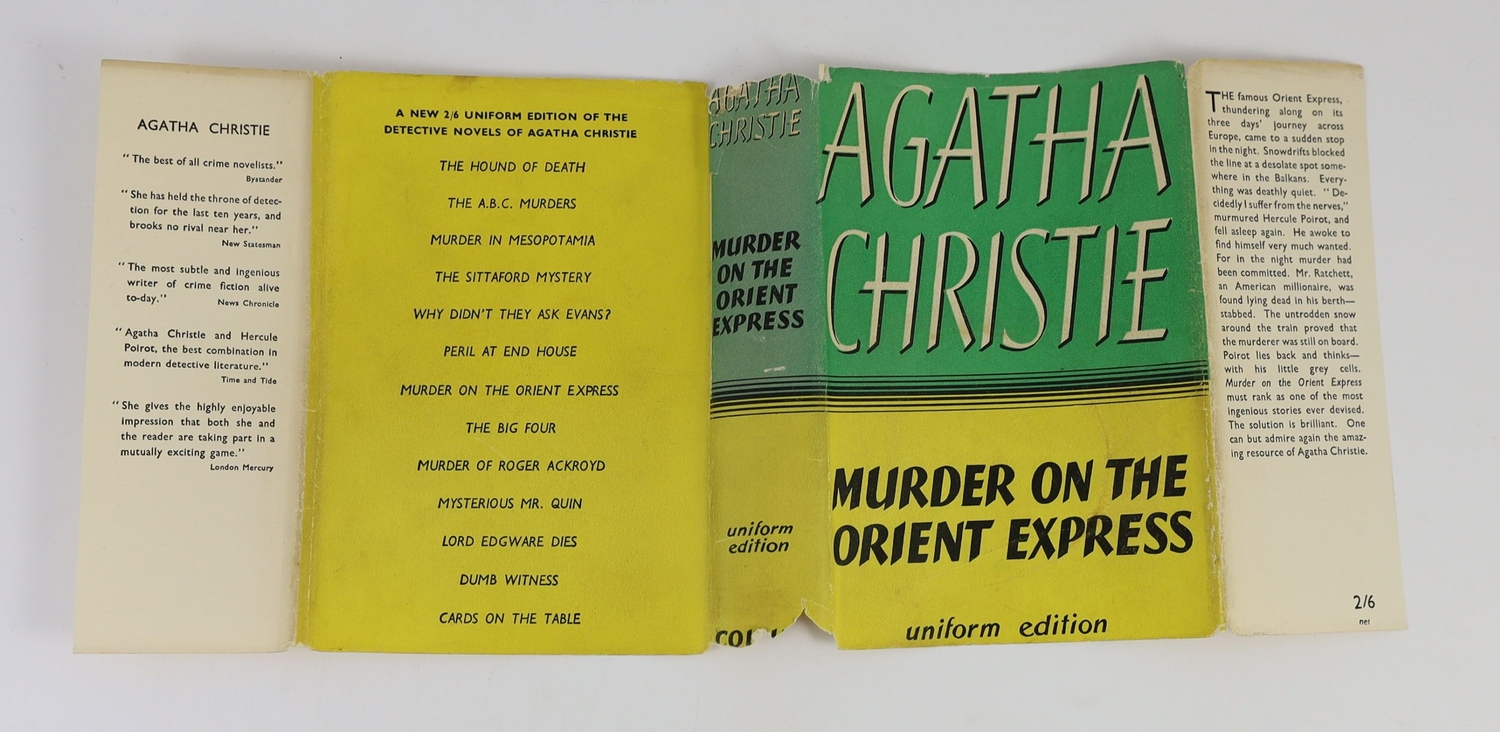 AGATHA CHRISTIE
“The best of all crime novelists.”
Bystander
“She has held the throne of detec-
tion for the last ten years, and
brooks no rival near her.”
New Statesman
“The most subtle and ingenious
writer of crime fiction alive
to-day.” News Chronicle
“Agatha Christie and Hercule
Poirot, the best combination in
modern detective literature.”
Time and Tide
“She gives the highly enjoyable
impression that both she and
the reader are taking part in a
mutually exciting game.”
London Mercury
A NEW 2/6 UNIFORM EDITION OF THE
DETECTIVE NOVELS OF AGATHA CHRISTIE
THE HOUND OF DEATH
THE A.B.C. MURDERS
MURDER IN MESOPOTAMIA
THE SITTAFORD MYSTERY
WHY DIDN'T THEY ASK EVANS?
PERIL AT END HOUSE
MURDER ON THE ORIENT EXPRESS
THE BIG FOUR
MURDER OF ROGER ACKROYD
MYSTERIOUS MR. QUIN
LORD EDGWARE DIES
DUMB WITNESS
CARDS ON THE TABLE
AGATHA
CHRISTIE
MURDER
ON THE
ORIENT
EXPRESS
uniform
edition
AGATHA
CHRISTIE
MURDER ON THE
ORIENT EXPRESS
uniform edition
THE famous Orient Express,
thundering along on its
three days' journey across
Europe, came to a sudden stop
in the night. Snowdrifts blocked
the line at a desolate spot some-
where in the Balkans. Every-
thing was deathly quiet. “De-
cidedly I suffer from the nerves,”
murmured Hercule Poirot, and
fell asleep again. He awoke to
find himself very much wanted.
For in the night murder had
been committed. Mr. Ratchett,
an American millionaire, was
found lying dead in his berth—
stabbed. The untrodden snow
around the train proved that
the murderer was still on board.
Poirot lies back and thinks—
with his little grey cells.
Murder on the Orient Express
must rank as one of the most
ingenious stories ever devised.
The solution is brilliant. One
can but admire again the amaz-
ing resource of Agatha Christie.
2/6
net